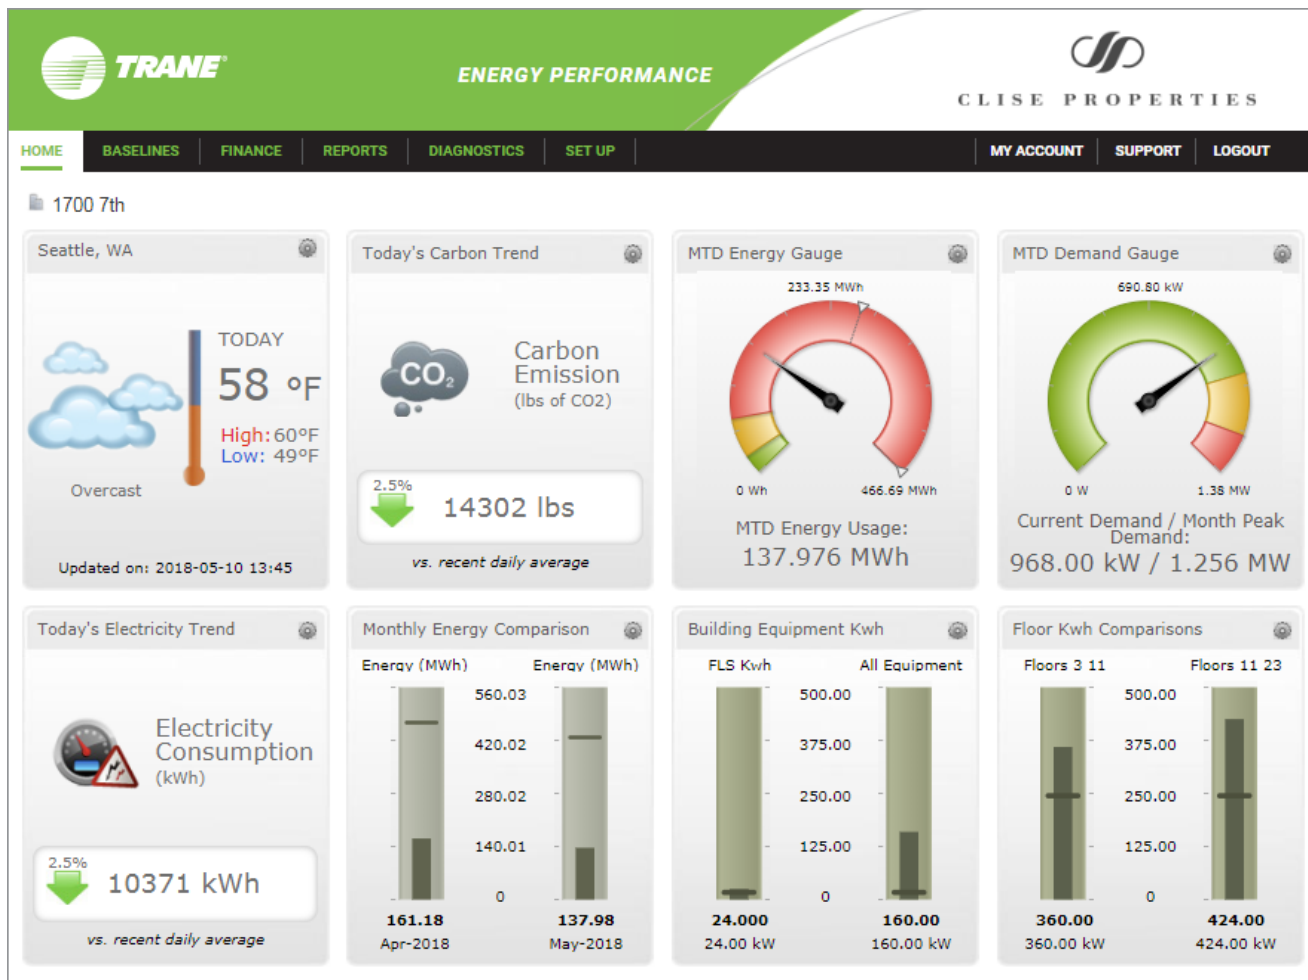 TRANE®
ENERGY PERFORMANCE
CLISE PROPERTIES
HOME BASELINES FINANCE REPORTS DIAGNOSTICS SET UP MY ACCOUNT SUPPORT LOGOUT
1700 7th
Seattle, WA
TODAY
58 °F
High: 60°F
Low: 49°F
Overcast
Updated on: 2018-05-10 13:45
Today's Carbon Trend
CO2
Carbon
Emission
(lbs of CO2)
2.5%
14302 lbs
vs. recent daily average
MTD Energy Gauge
233.35 MWh
0 Wh 466.69 MWh
MTD Energy Usage:
137.976 MWh
MTD Demand Gauge
690.80 kW
0 W 1.38 MW
Current Demand / Month Peak
Demand:
968.00 kW / 1.256 MW
Today's Electricity Trend
Electricity
Consumption
(kWh)
2.5%
10371 kWh
vs. recent daily average
Monthly Energy Comparison
Energy (MWh) Energy (MWh)
560.03
420.02
280.02
140.01
0
161.18 137.98
Apr-2018 May-2018
Building Equipment Kwh
FLS Kwh All Equipment
500.00
375.00
250.00
125.00
0
24.000 160.00
24.00 kW 160.00 kW
Floor Kwh Comparisons
Floors 3 11 Floors 11 23
500.00
375.00
250.00
125.00
0
360.00 424.00
360.00 kW 424.00 kW